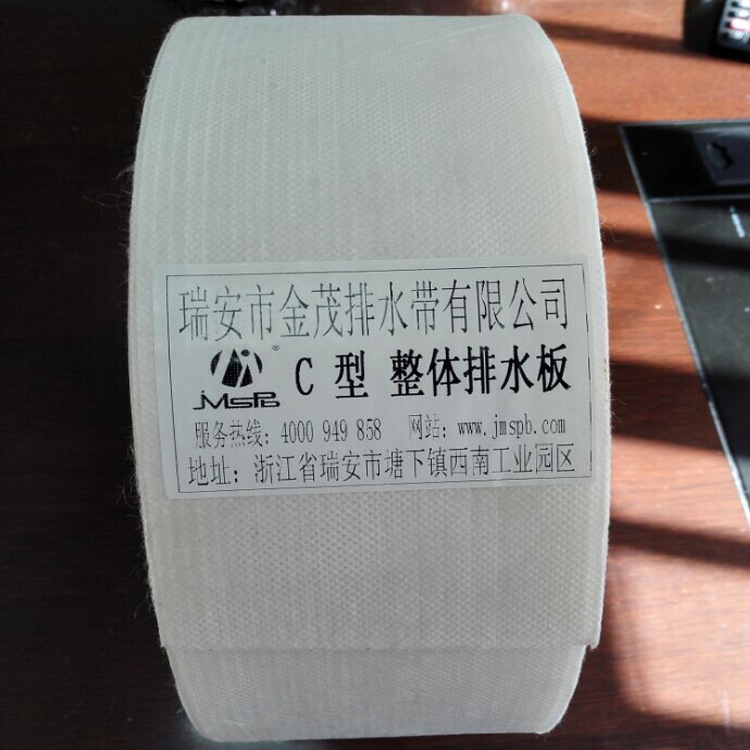 瑞安市金茂排水带有限公司
JMSPB ® C 型 整体排水板
服务热线: 4000 949 858 网站: www.jmspb.com
地址: 浙江省瑞安市塘下镇西南工业园区